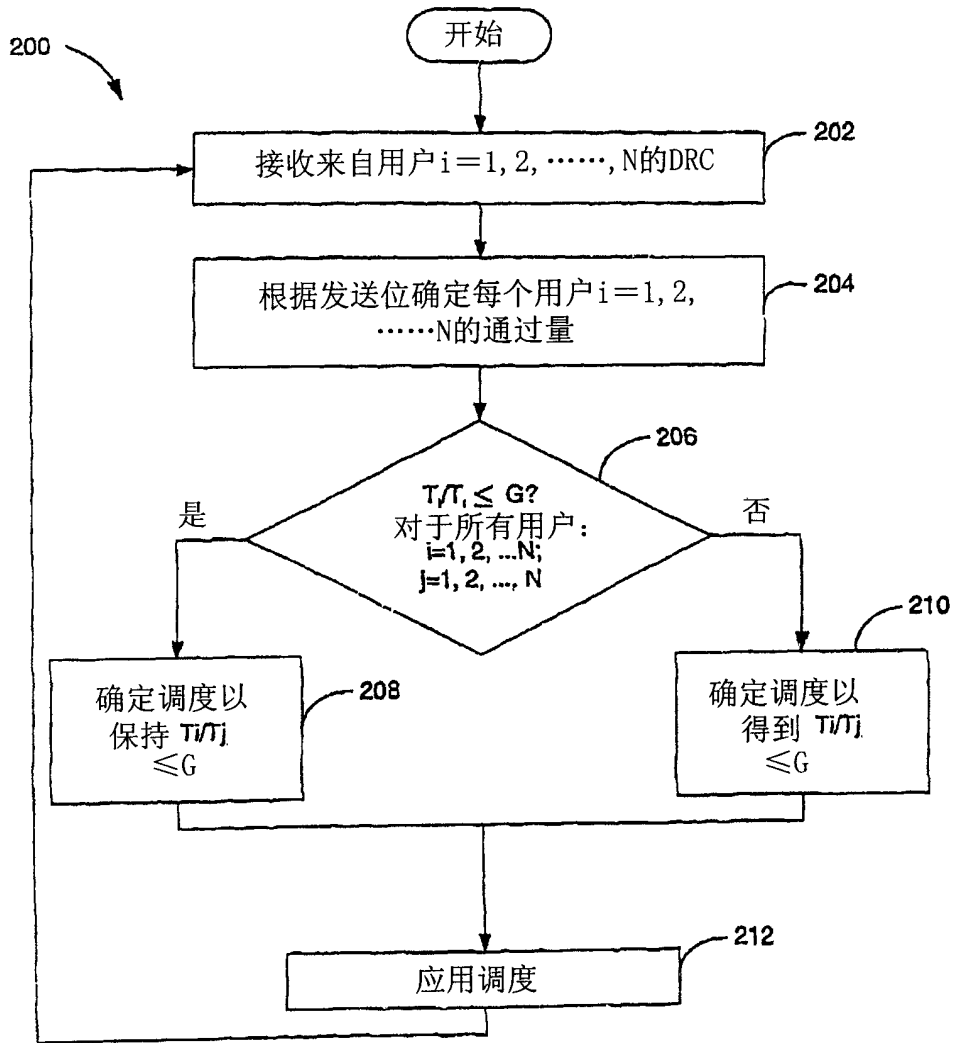 开始
200
202
接收来自用户i=1,2,……,N的DRC
204
根据发送位确定每个用户i=1,2,
……N的通过量
206
≤ G?
对于所有用户:
i=1, 2, ...N;
j=1, 2, ..., N
是
否
208
确定调度以
保持 Ti/Tj
≤G
210
确定调度以
得到 Ti/Tj
≤G
212
应用调度